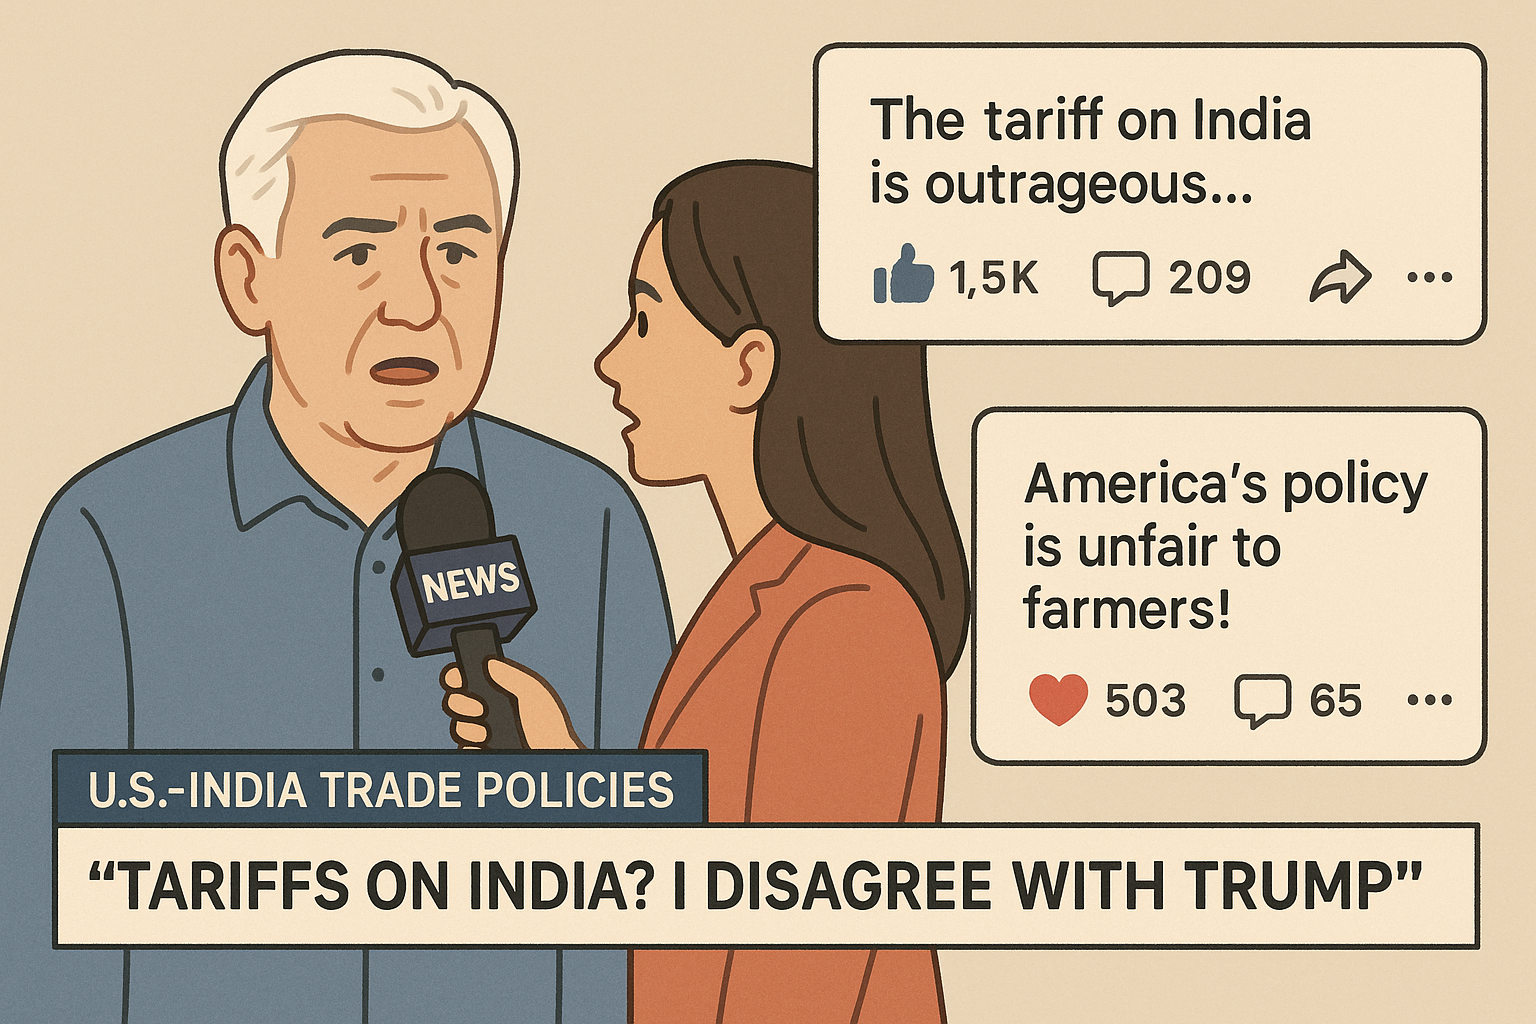 The tariff on India
is outrageous...
1,5K 209
America's policy
is unfair to
farmers!
503 65
NEWS
U.S.-INDIA TRADE POLICIES
“TARIFFS ON INDIA? I DISAGREE WITH TRUMP”